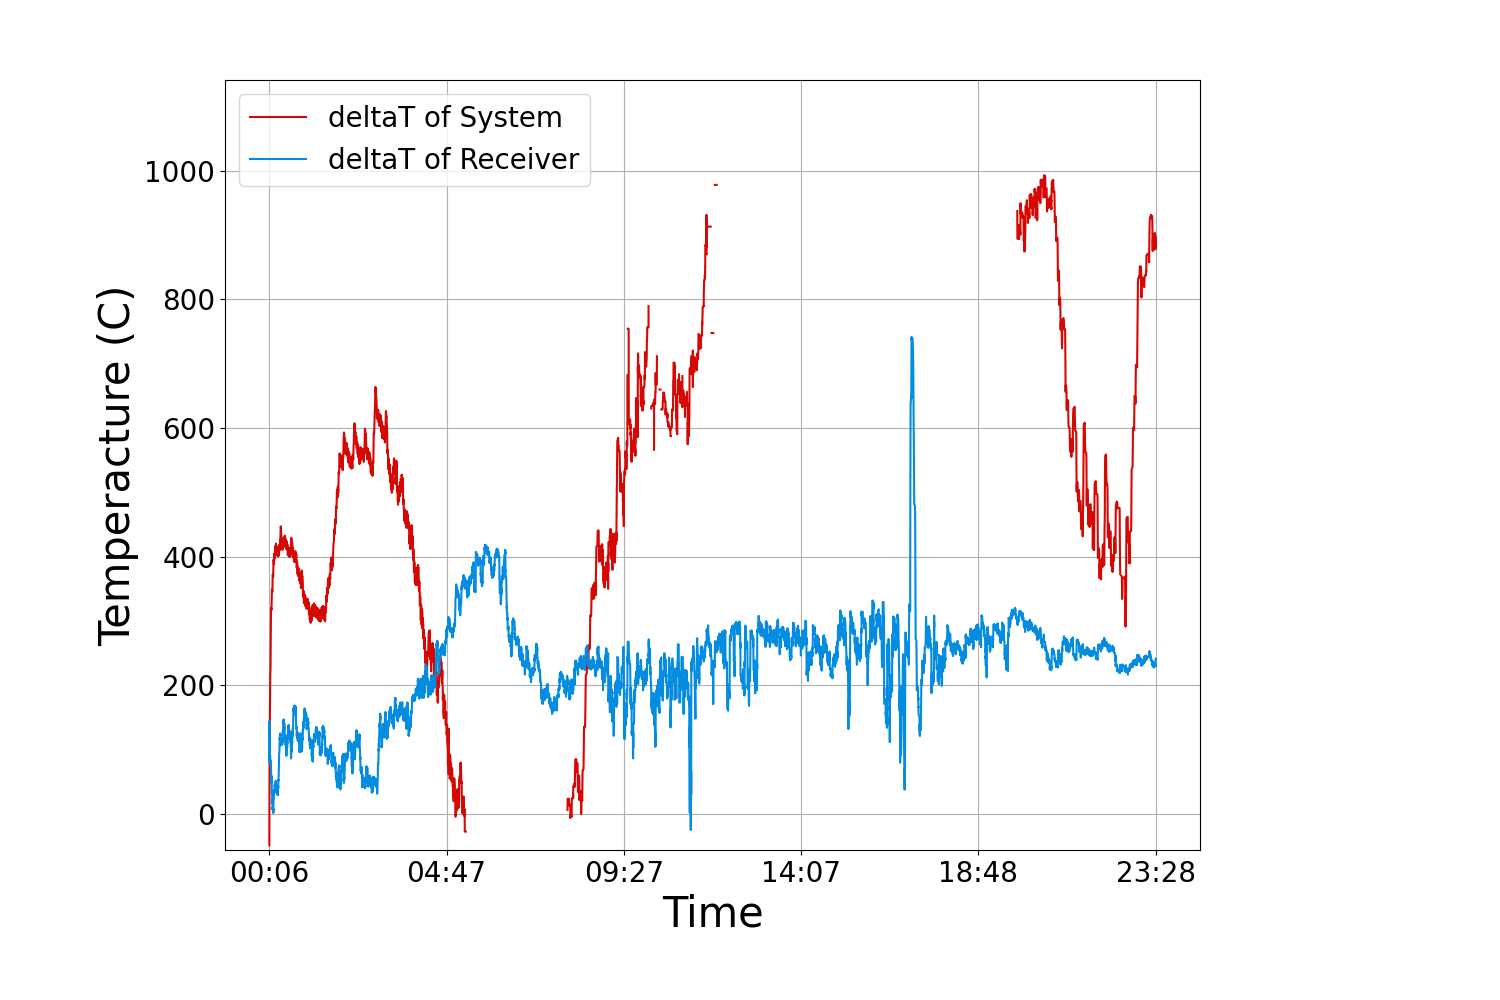 deltaT of System
deltaT of Receiver
1000
800
600
400
200
0
Temperacture (C)
00:06 04:47 09:27 14:07 18:48 23:28
Time